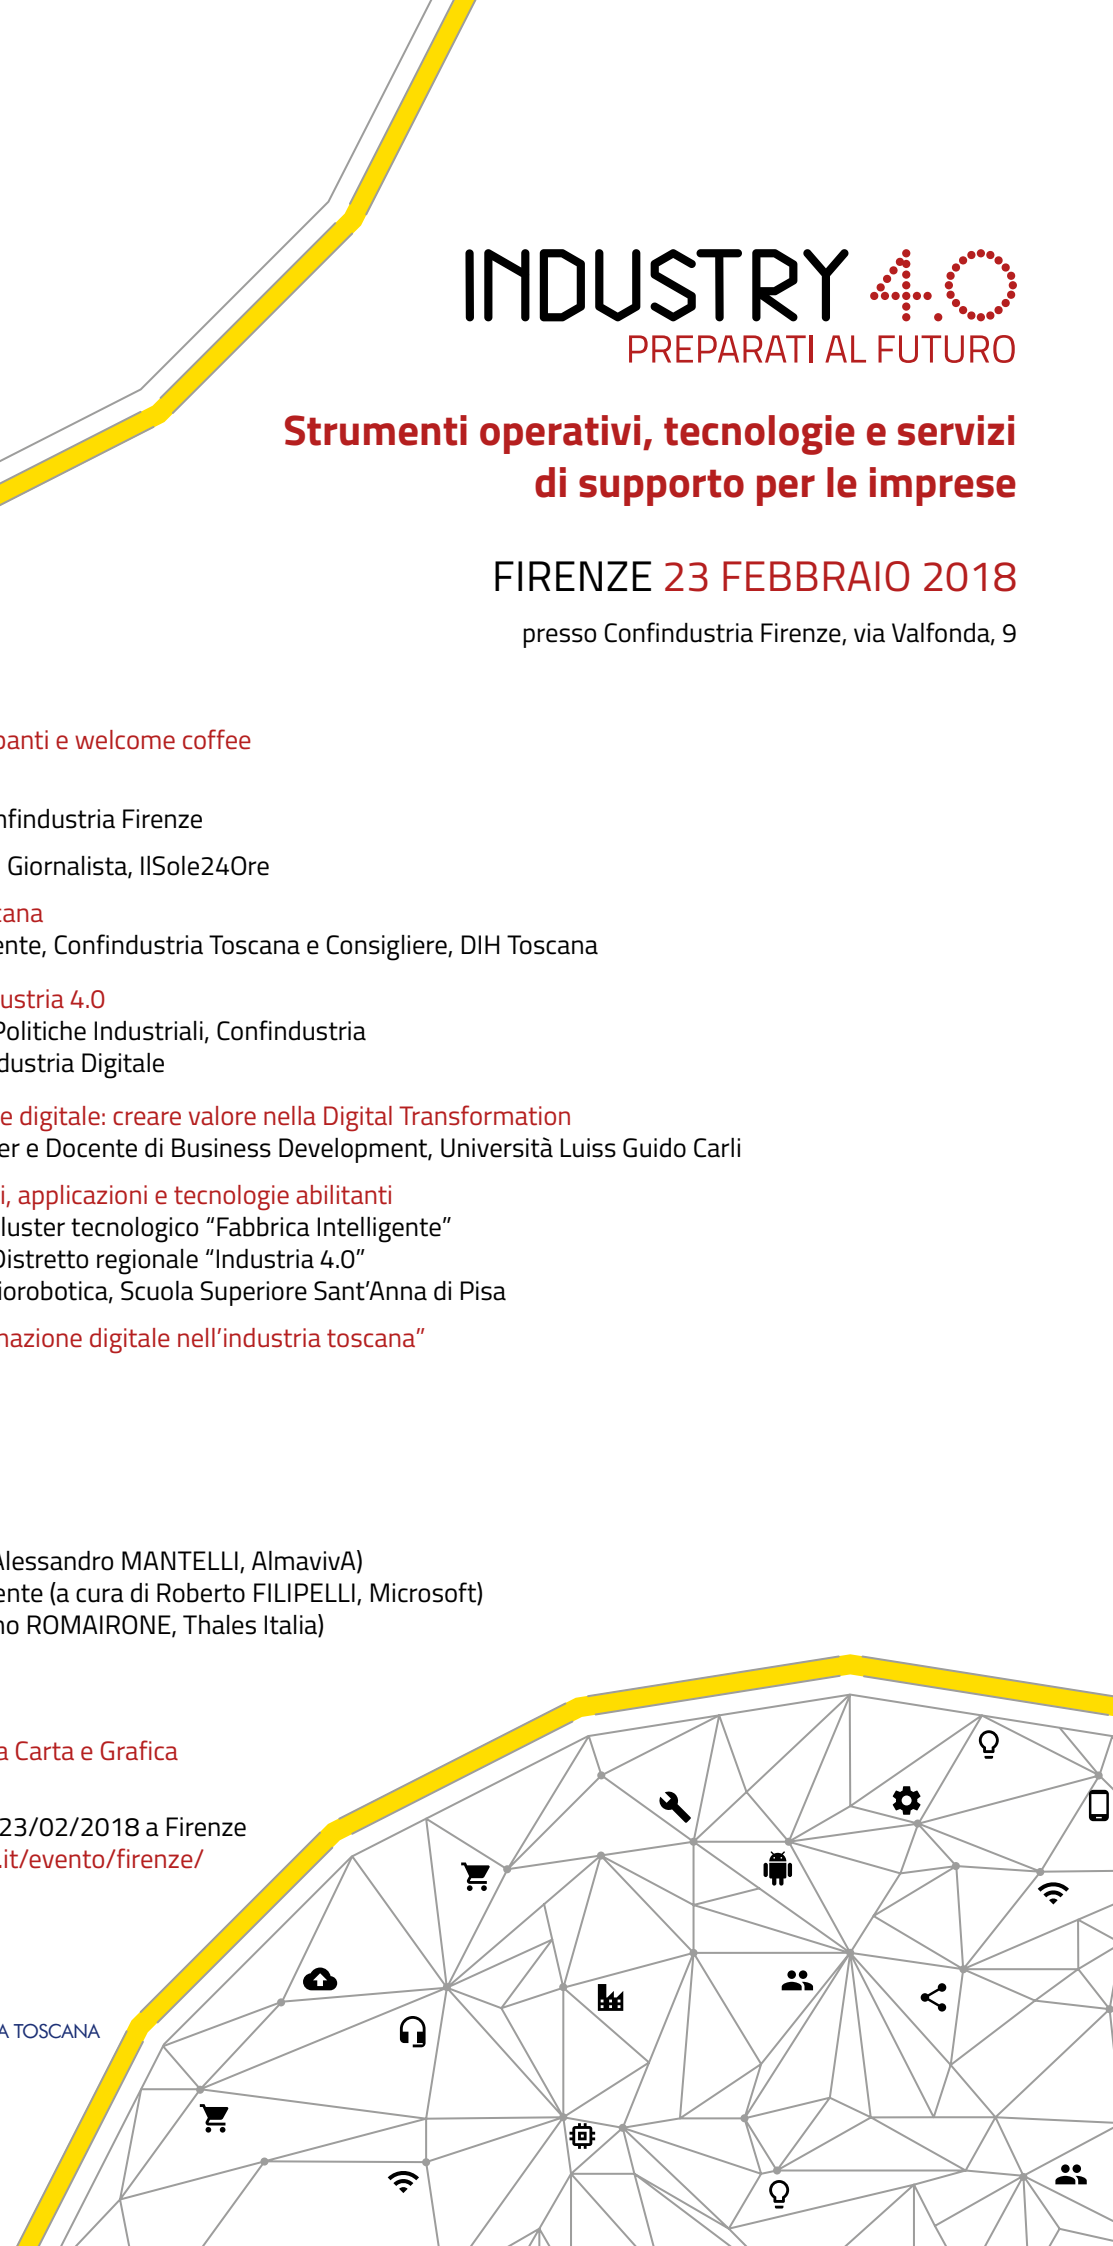 INDUSTRY 4.0
PREPARATI AL FUTURO
Strumenti operativi, tecnologie e servizi
di supporto per le imprese
FIRENZE 23 FEBBRAIO 2018
presso Confindustria Firenze, via Valfonda, 9
panti e welcome coffee
nfindustria Firenze
Giornalista, IlSole24Ore
cana
ente, Confindustria Toscana e Consigliere, DIH Toscana
ustria 4.0
Politiche Industriali, Confindustria
dustria Digitale
e digitale: creare valore nella Digital Transformation
er e Docente di Business Development, Università Luiss Guido Carli
i, applicazioni e tecnologie abilitanti
luster tecnologico “Fabbrica Intelligente”
Distretto regionale “Industria 4.0”
iorobotica, Scuola Superiore Sant’Anna di Pisa
mazione digitale nell’industria toscana”
Alessandro MANTELLI, AlmavivA)
ente (a cura di Roberto FILIPELLI, Microsoft)
no ROMAIRONE, Thales Italia)
a Carta e Grafica
23/02/2018 a Firenze
.it/evento/firenze/
A TOSCANA